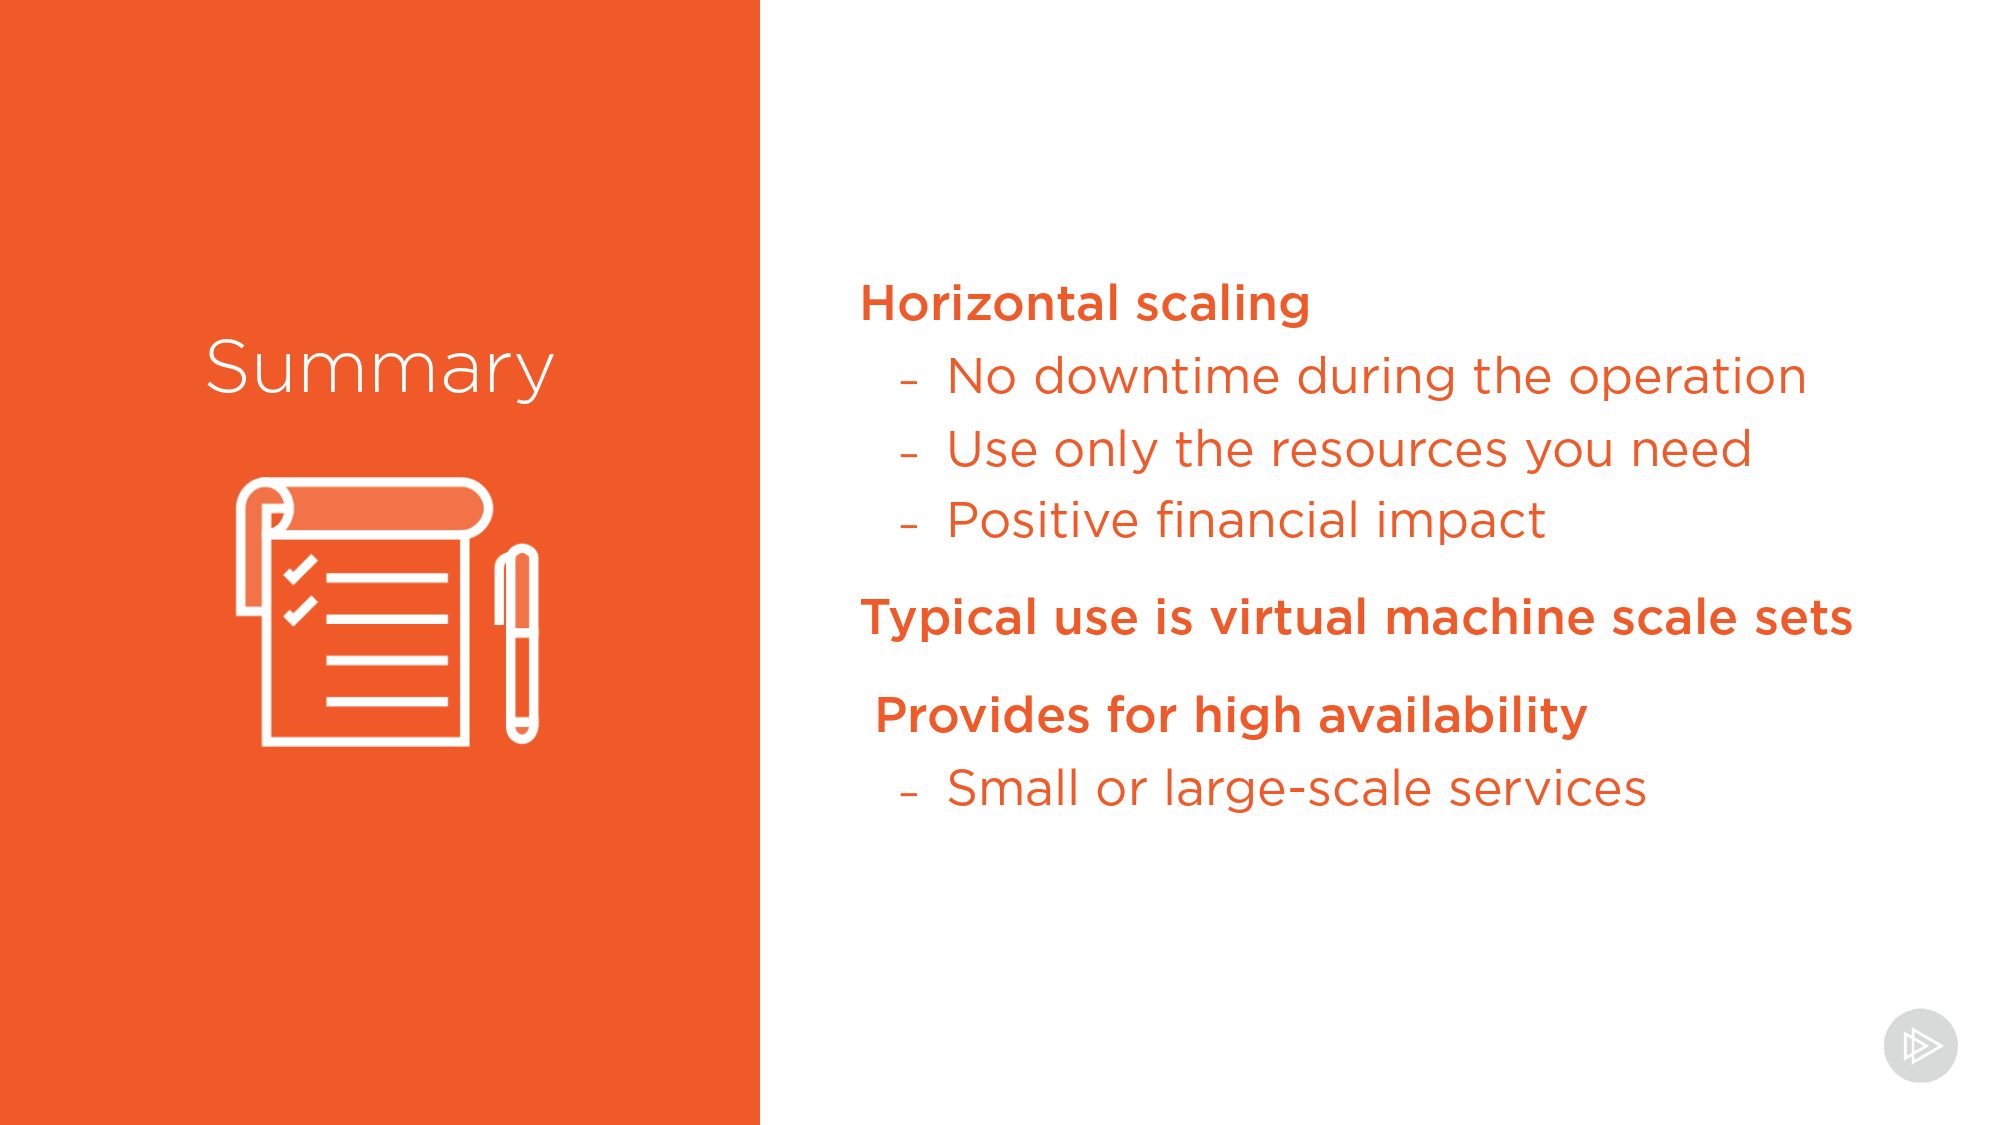 Summary
Horizontal scaling
– No downtime during the operation
– Use only the resources you need
– Positive financial impact
Typical use is virtual machine scale sets
Provides for high availability
– Small or large-scale services